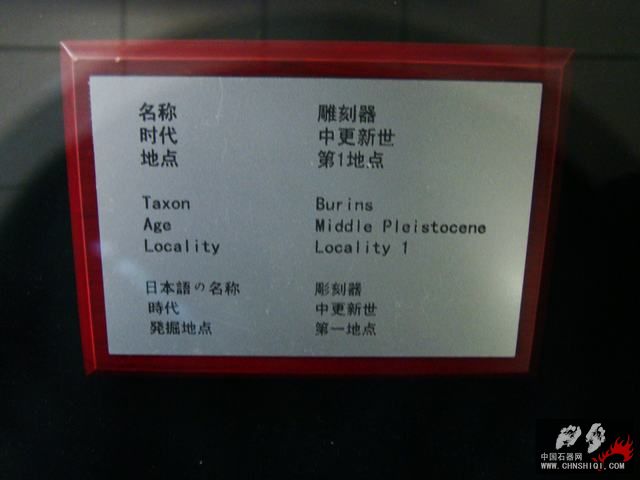 名称 雕刻器
时代 中更新世
地点 第1地点
Taxon Burins
Age Middle Pleistocene
Locality Locality 1
日本語の名称 彫刻器
時代 中更新世
発掘地点 第一地点
中国石器网
www.CHNSHIQI.COM